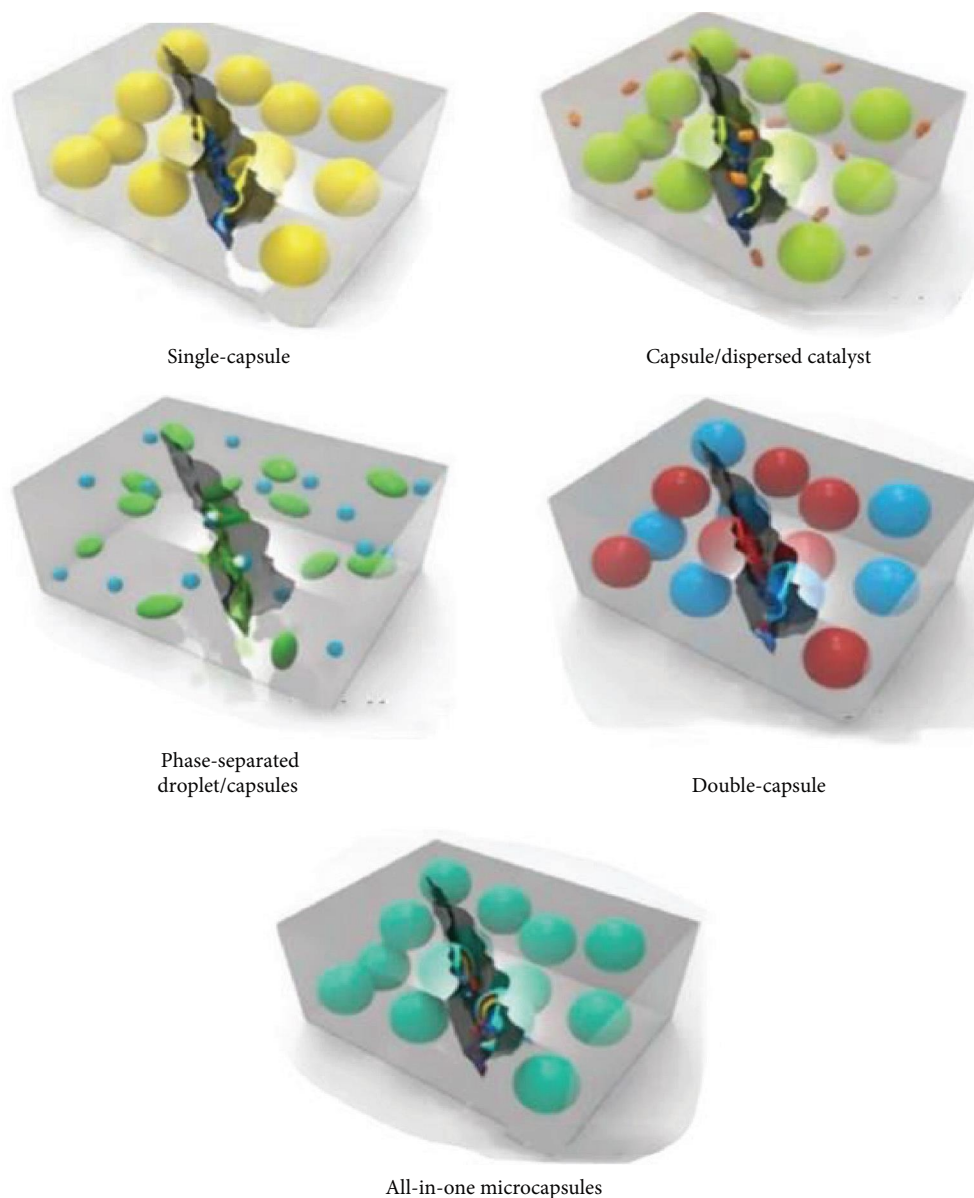 Single-capsule
Capsule/dispersed catalyst
Phase-separated
droplet/capsules
Double-capsule
All-in-one microcapsules